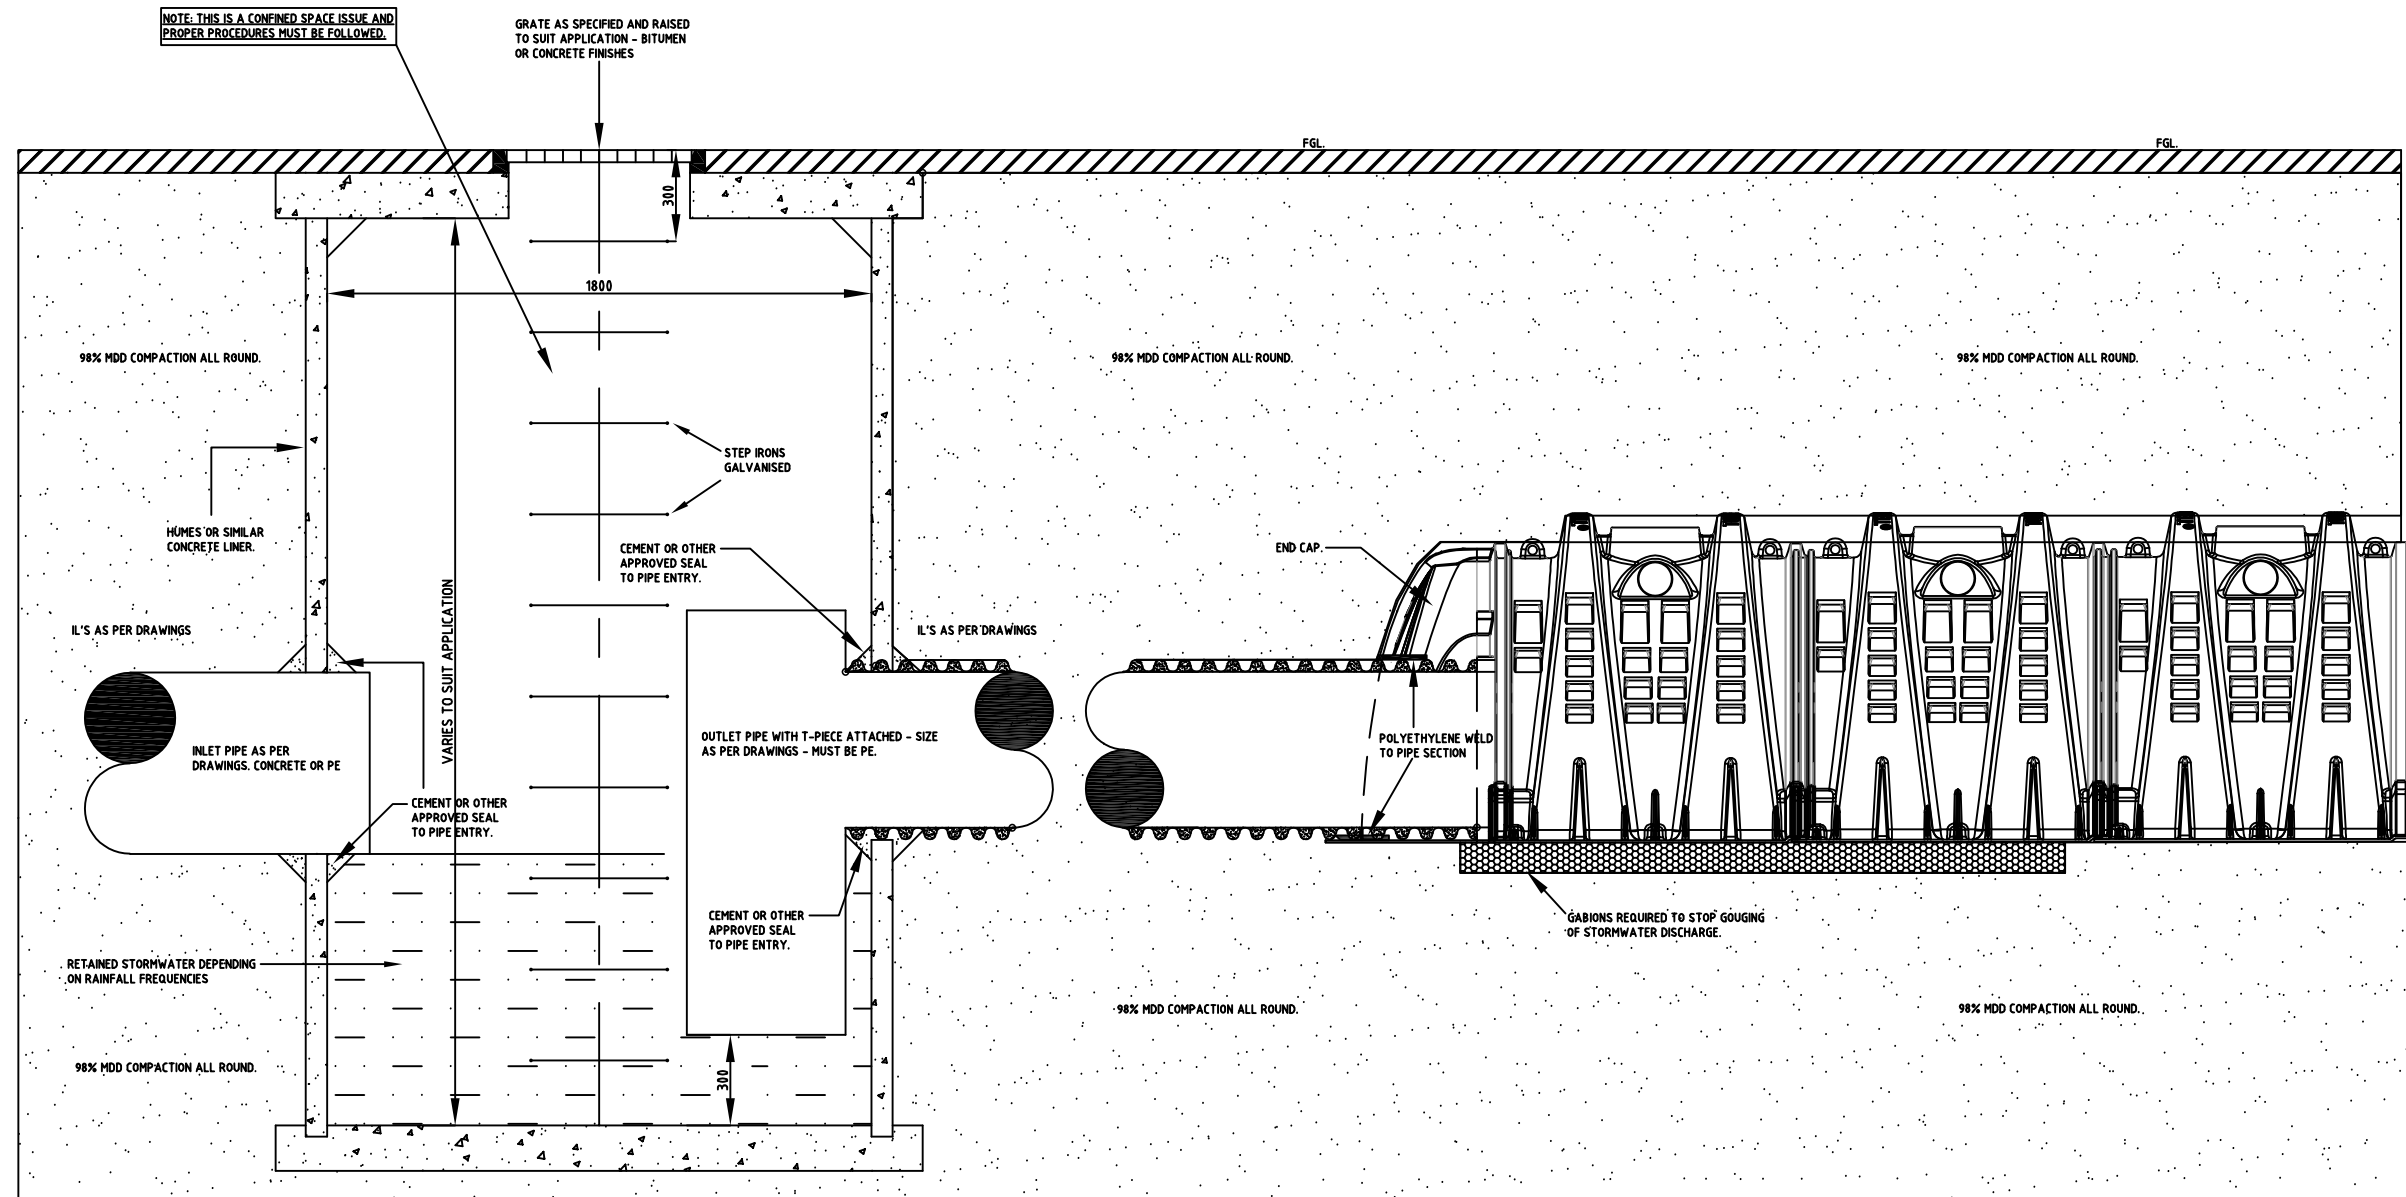 NOTE: THIS IS A CONFINED SPACE ISSUE AND
PROPER PROCEDURES MUST BE FOLLOWED.
GRATE AS SPECIFIED AND RAISED
TO SUIT APPLICATION - BITUMEN
OR CONCRETE FINISHES
FGL.
FGL.
300
1800
98% MDD COMPACTION ALL ROUND.
98% MDD COMPACTION ALL ROUND.
98% MDD COMPACTION ALL ROUND.
STEP IRONS
GALVANISED
HUMES OR SIMILAR
CONCRETE LINER.
CEMENT OR OTHER
APPROVED SEAL
TO PIPE ENTRY.
END CAP.
VARIES TO SUIT APPLICATION
IL'S AS PER DRAWINGS
IL'S AS PER DRAWINGS
INLET PIPE AS PER
DRAWINGS. CONCRETE OR PE
OUTLET PIPE WITH T-PIECE ATTACHED - SIZE
AS PER DRAWINGS - MUST BE PE.
POLYETHYLENE WELD
TO PIPE SECTION
CEMENT OR OTHER
APPROVED SEAL
TO PIPE ENTRY.
CEMENT OR OTHER
APPROVED SEAL
TO PIPE ENTRY.
GABIONS REQUIRED TO STOP GOUGING
OF STORMWATER DISCHARGE.
RETAINED STORMWATER DEPENDING
ON RAINFALL FREQUENCIES
98% MDD COMPACTION ALL ROUND.
98% MDD COMPACTION ALL ROUND.
98% MDD COMPACTION ALL ROUND.
300